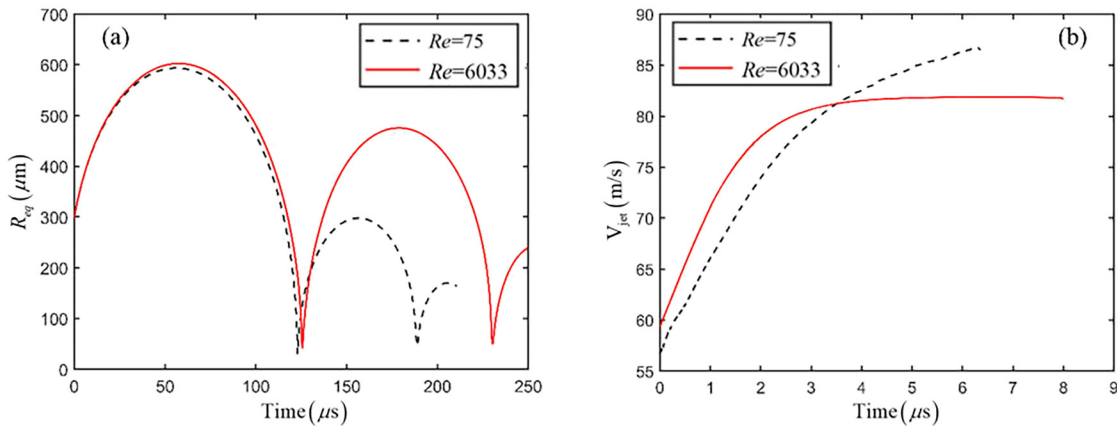 (a)
Re=75
Re=6033
700
600
500
400
300
200
100
0
R_eq (μm)
0 50 100 150 200 250
Time (μs)
(b)
Re=75
Re=6033
90
85
80
75
70
65
60
55
V_jet (m/s)
0 1 2 3 4 5 6 7 8 9
Time (μs)